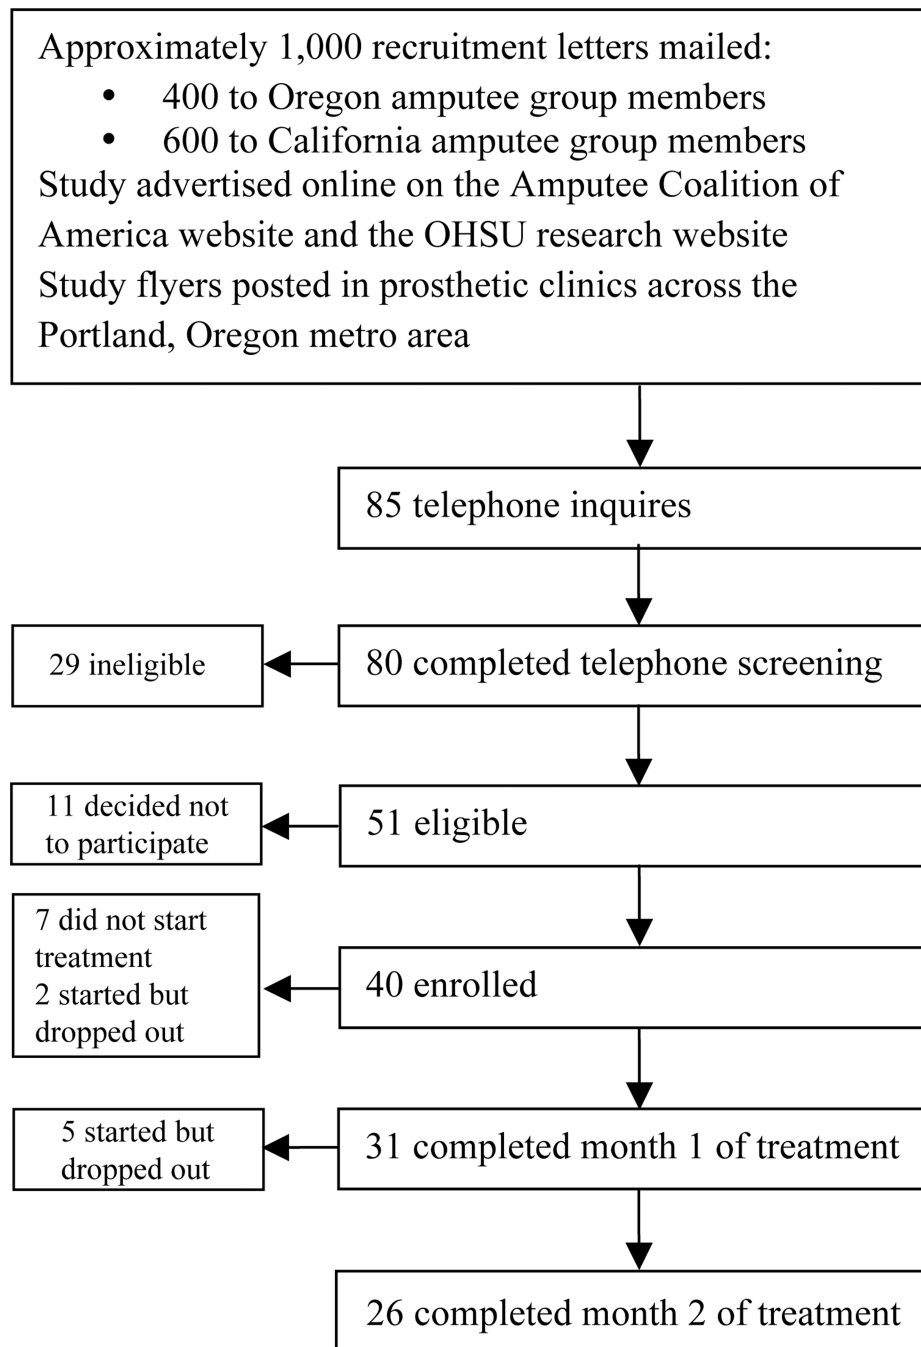 Approximately 1,000 recruitment letters mailed:
• 400 to Oregon amputee group members
• 600 to California amputee group members
Study advertised online on the Amputee Coalition of
America website and the OHSU research website
Study flyers posted in prosthetic clinics across the
Portland, Oregon metro area
85 telephone inquires
29 ineligible
80 completed telephone screening
11 decided not
to participate
51 eligible
7 did not start
treatment
2 started but
dropped out
40 enrolled
5 started but
dropped out
31 completed month 1 of treatment
26 completed month 2 of treatment